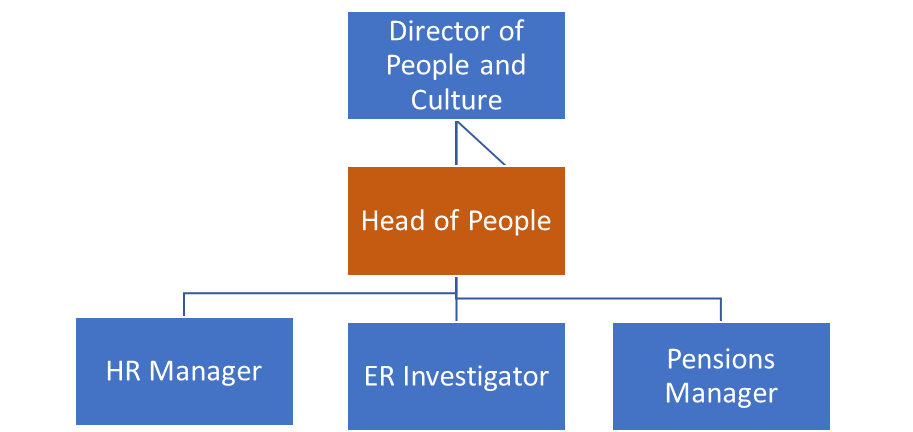 Director of
People and
Culture
Head of People
HR Manager
ER Investigator
Pensions
Manager